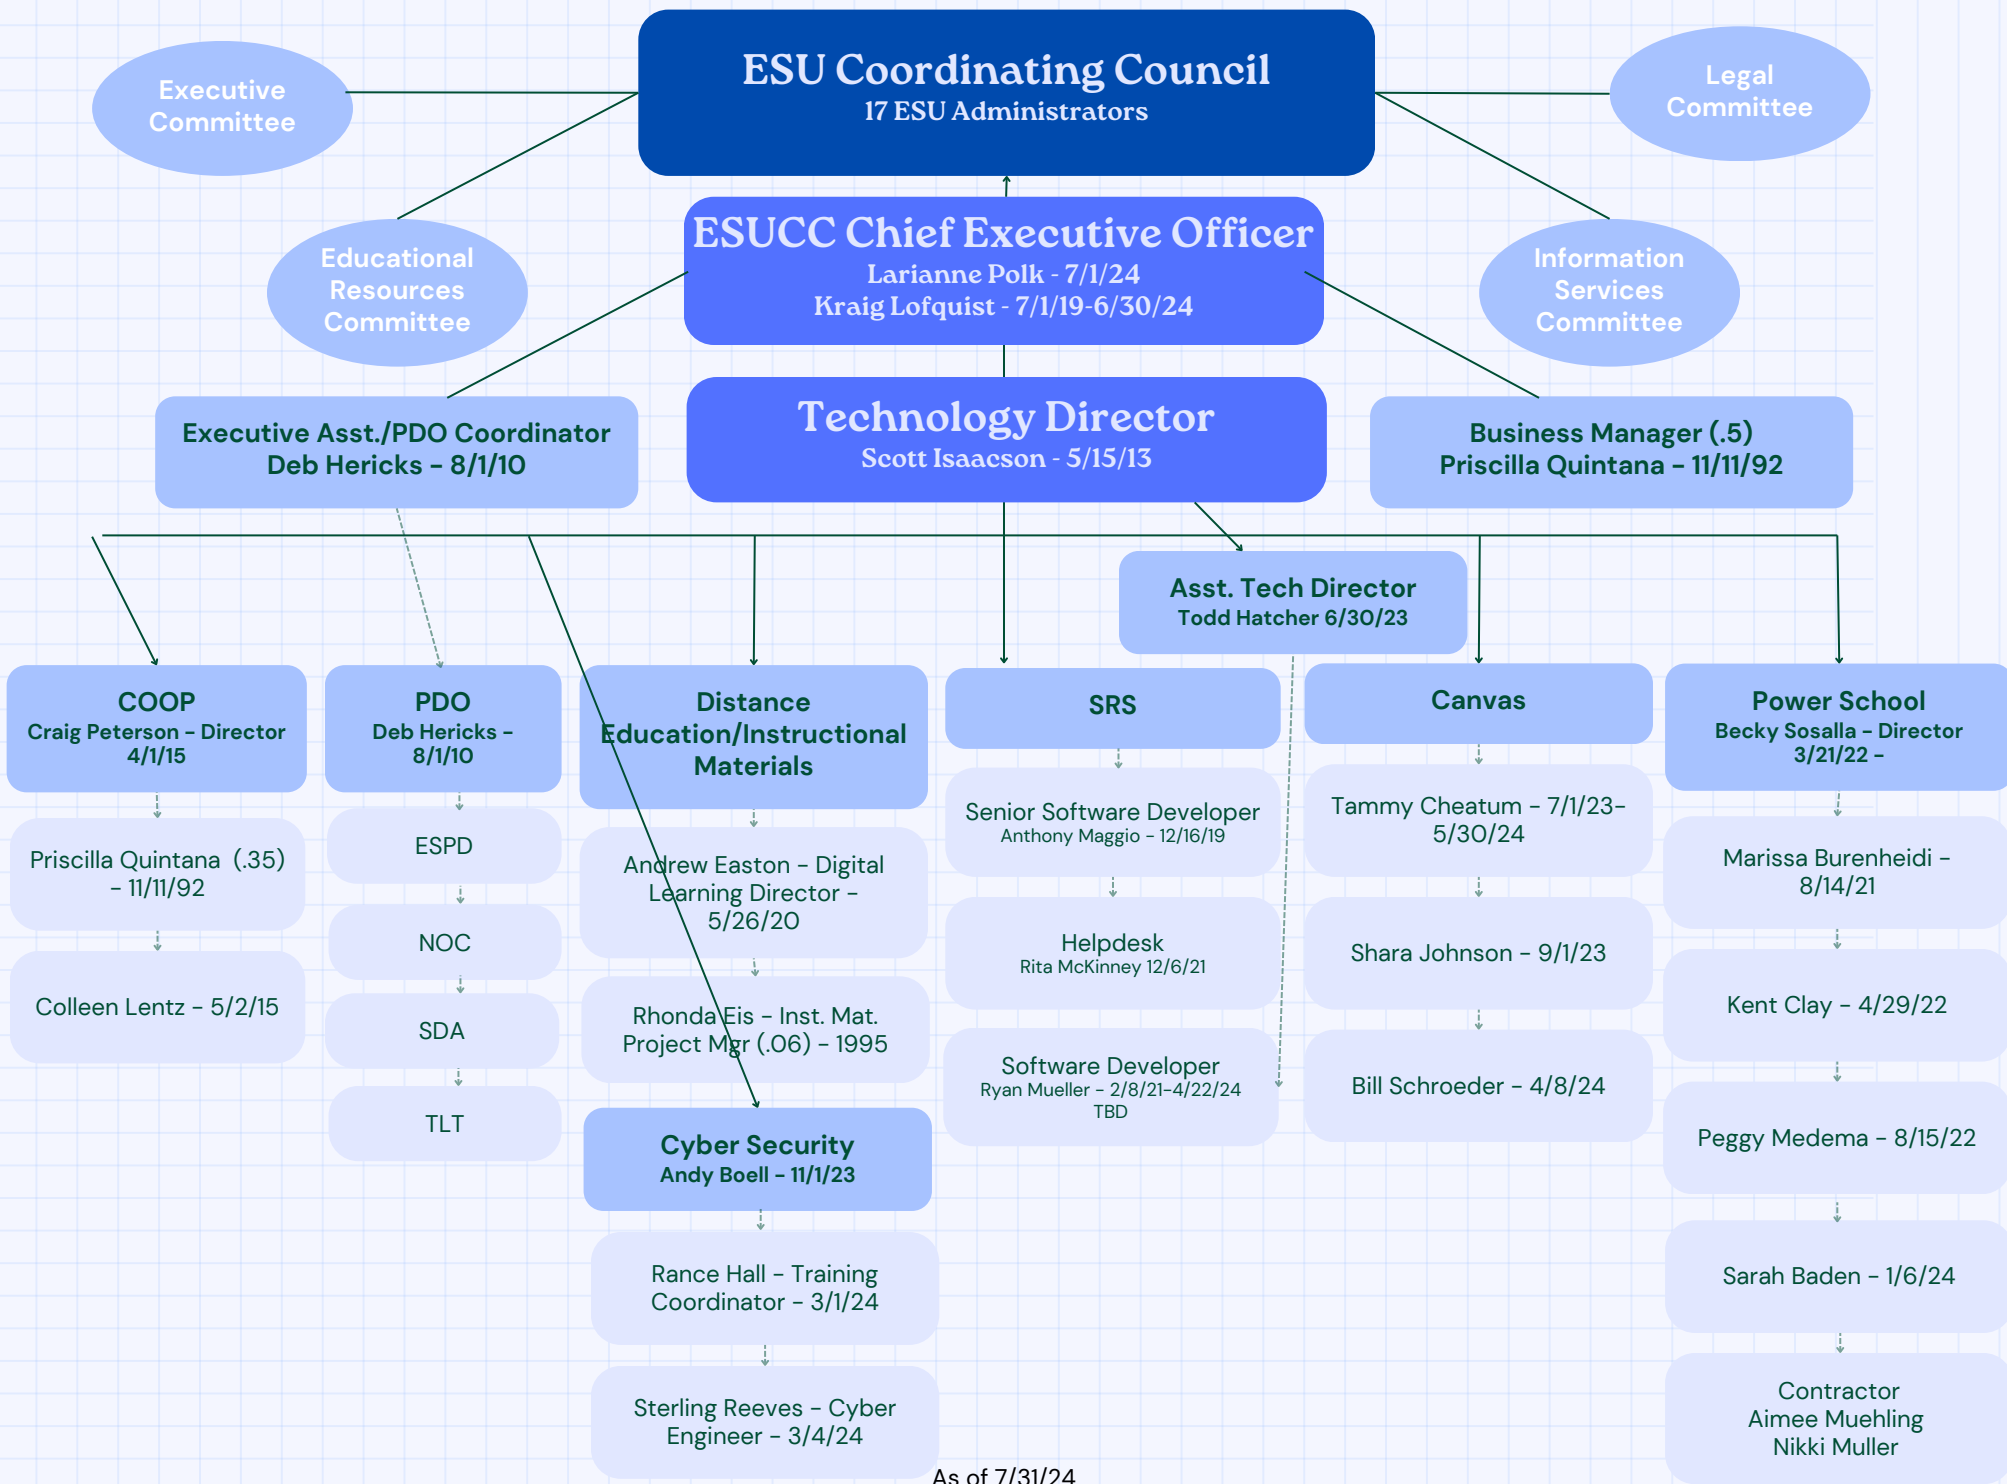 ESU Coordinating Council
17 ESU Administrators
Executive
Committee
Legal
Committee
ESUCC Chief Executive Officer
Larianne Polk - 7/1/24
Kraig Lofquist - 7/1/19-6/30/24
Educational
Resources
Committee
Information
Services
Committee
Executive Asst./PDO Coordinator
Deb Hericks - 8/1/10
Technology Director
Scott Isaacson - 5/15/13
Business Manager (.5)
Priscilla Quintana - 11/11/92
Asst. Tech Director
Todd Hatcher 6/30/23
COOP
Craig Peterson - Director
4/1/15
Priscilla Quintana (.35)
- 11/11/92
Colleen Lentz - 5/2/15
PDO
Deb Hericks -
8/1/10
ESPD
NOC
SDA
TLT
Distance
Education/Instructional
Materials
Andrew Easton - Digital
Learning Director -
5/26/20
Rhonda Eis - Inst. Mat.
Project Mgr (.06) - 1995
Cyber Security
Andy Boell - 11/1/23
Rance Hall - Training
Coordinator - 3/1/24
Sterling Reeves - Cyber
Engineer - 3/4/24
SRS
Senior Software Developer
Anthony Maggio - 12/16/19
Helpdesk
Rita McKinney 12/6/21
Software Developer
Ryan Mueller - 2/8/21-4/22/24
TBD
Canvas
Tammy Cheatum - 7/1/23-
5/30/24
Shara Johnson - 9/1/23
Bill Schroeder - 4/8/24
Power School
Becky Sosalla - Director
3/21/22 -
Marissa Burenheidi -
8/14/21
Kent Clay - 4/29/22
Peggy Medema - 8/15/22
Sarah Baden - 1/6/24
Contractor
Aimee Muehling
Nikki Muller
As of 7/31/24